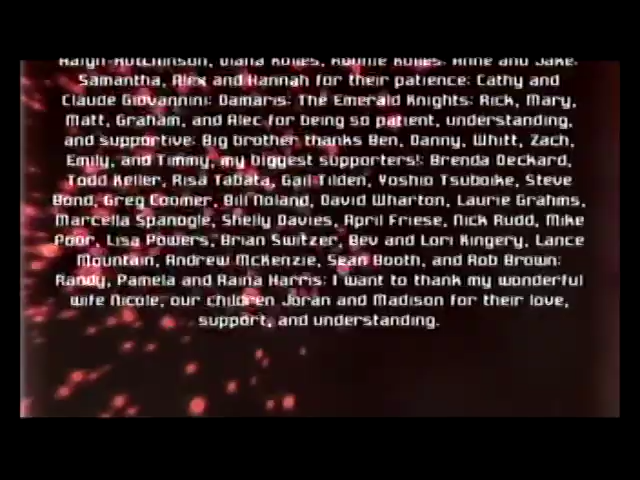 Samantha, Alex and Hannah for their patience; Cathy and
Claude Giovannini; Damaris; The Emerald Knights: Rick, Mary,
Matt, Graham, and Alec for being so patient, understanding,
and supportive; Big brother thanks Ben, Danny, Whitt, Zach,
Emily, and Timmy, my biggest supporters!; Brenda Deckard,
Todd Keller, Risa Tabata, Gail Tilden, Yoshio Tsuboike, Steve
Bond, Greg Coomer, Bill Noland, David Wharton, Laurie Grahms,
Marcella Spanogle, Shelly Davies, April Friese, Nick Rudd, Mike
Poor, Lisa Powers, Brian Switzer, Bev and Lori Kingery, Lance
Mountain, Andrew McKenzie, Sean Booth, and Rob Brown;
Randy, Pamela and Raina Harris; I want to thank my wonderful
wife Nicole, our children Joran and Madison for their love,
support, and understanding.